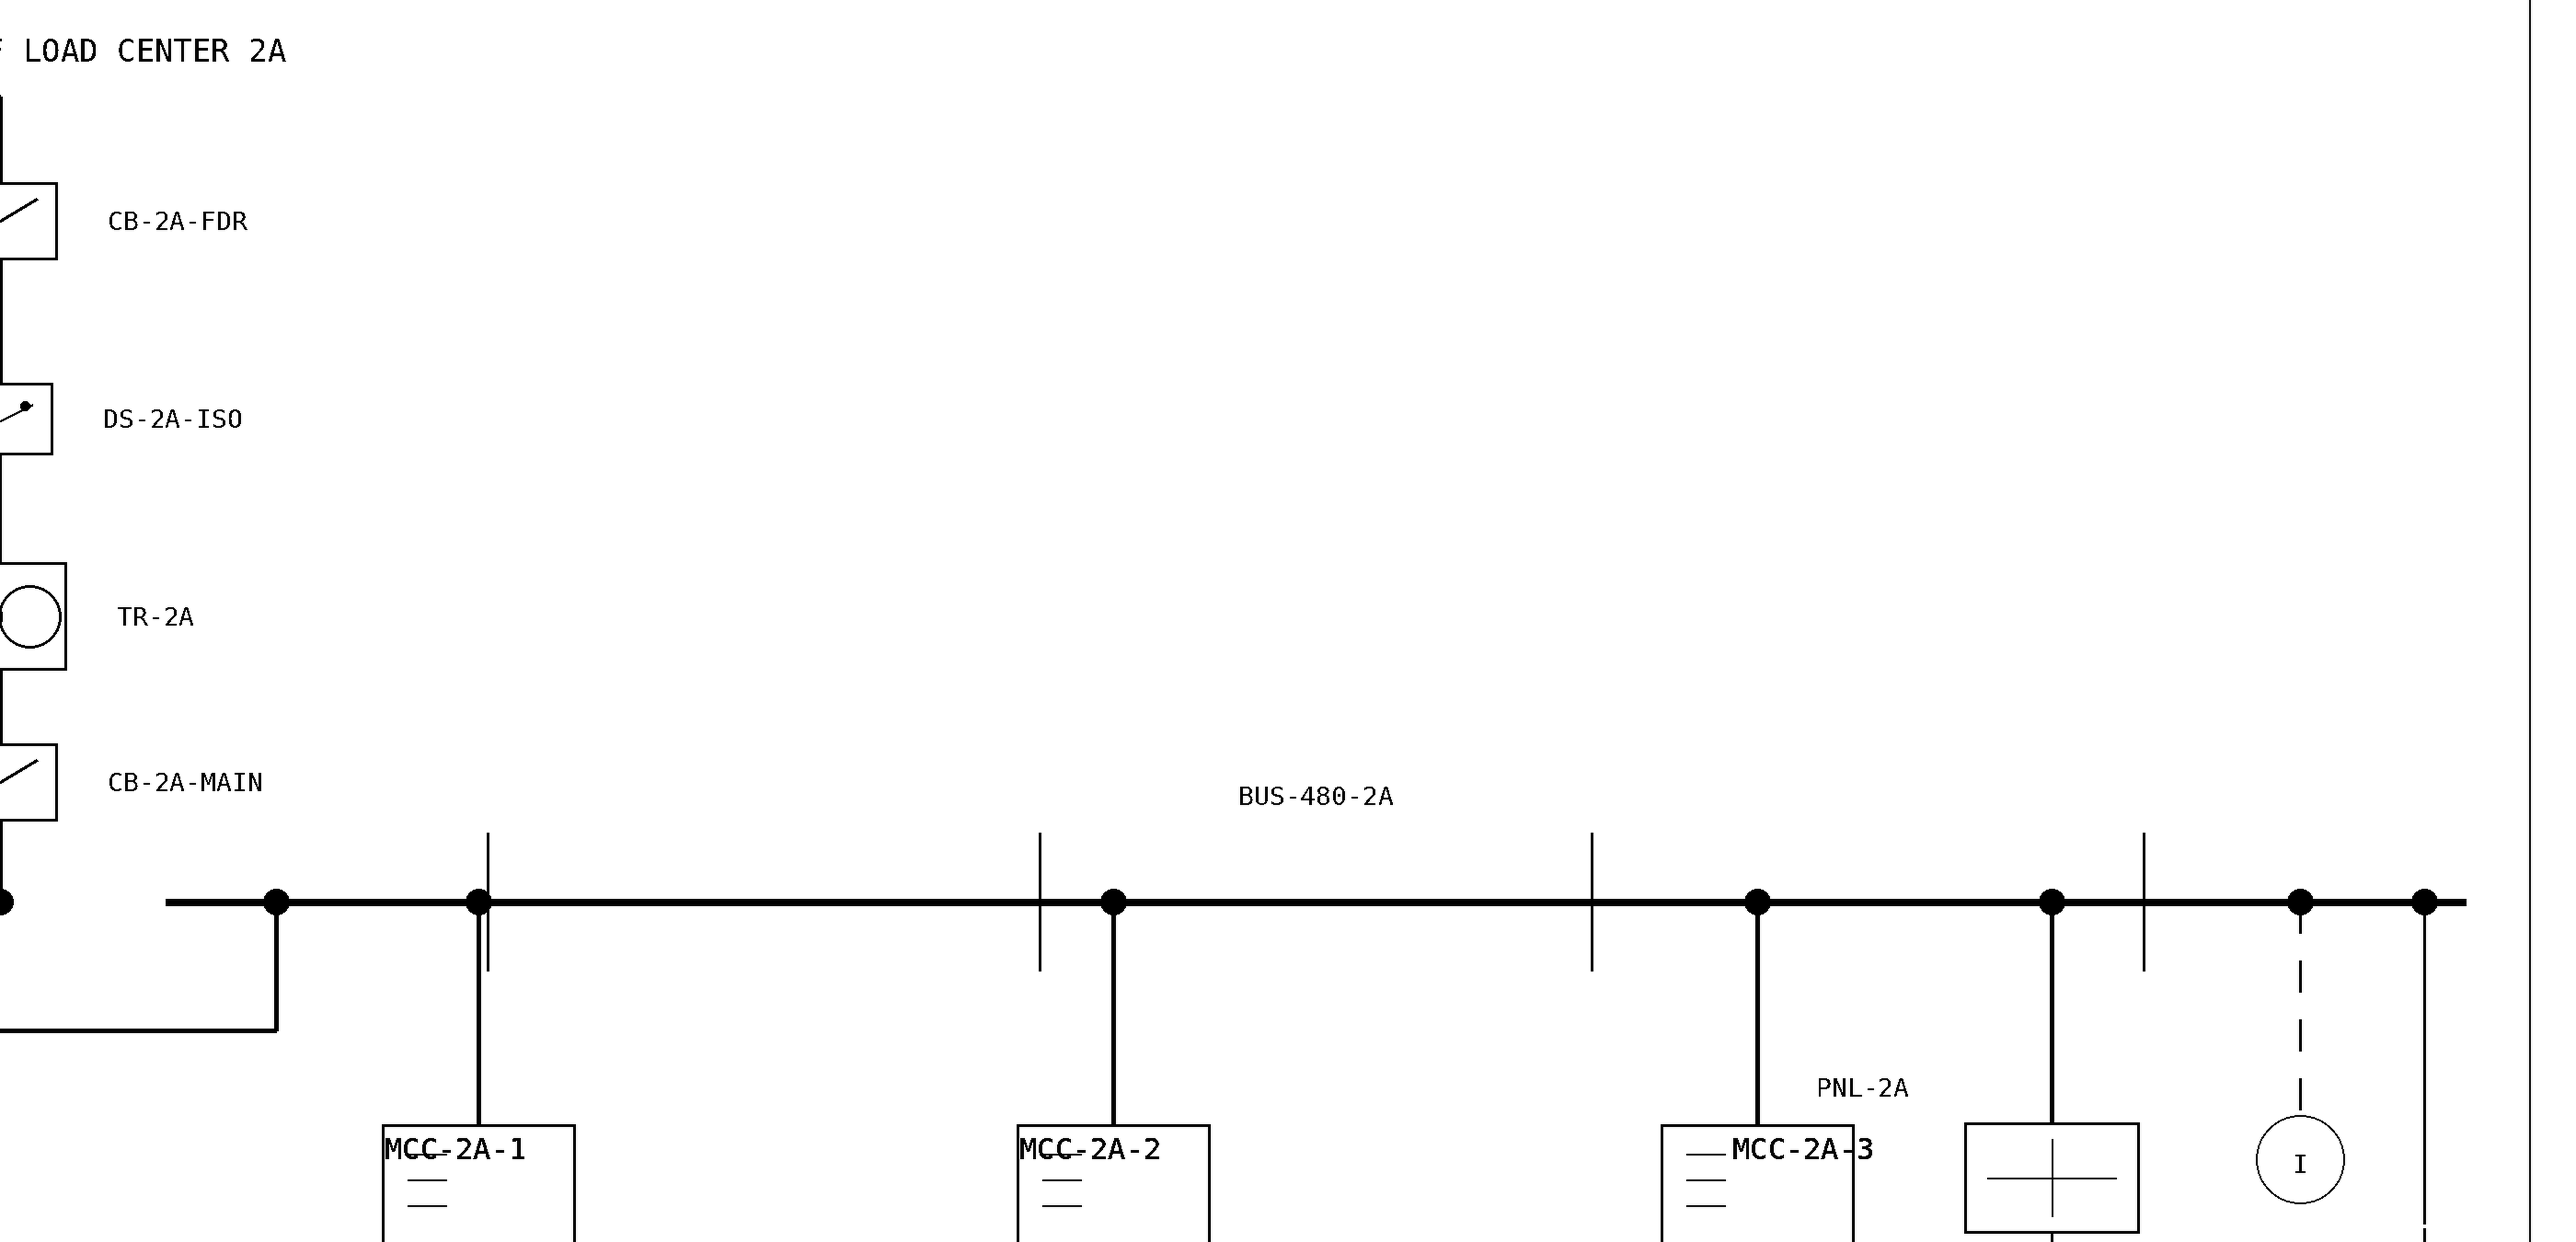 LOAD CENTER 2A
CB-2A-FDR
DS-2A-ISO
TR-2A
CB-2A-MAIN
BUS-480-2A
PNL-2A
MCC-2A-1
MCC-2A-2
MCC-2A-3
I